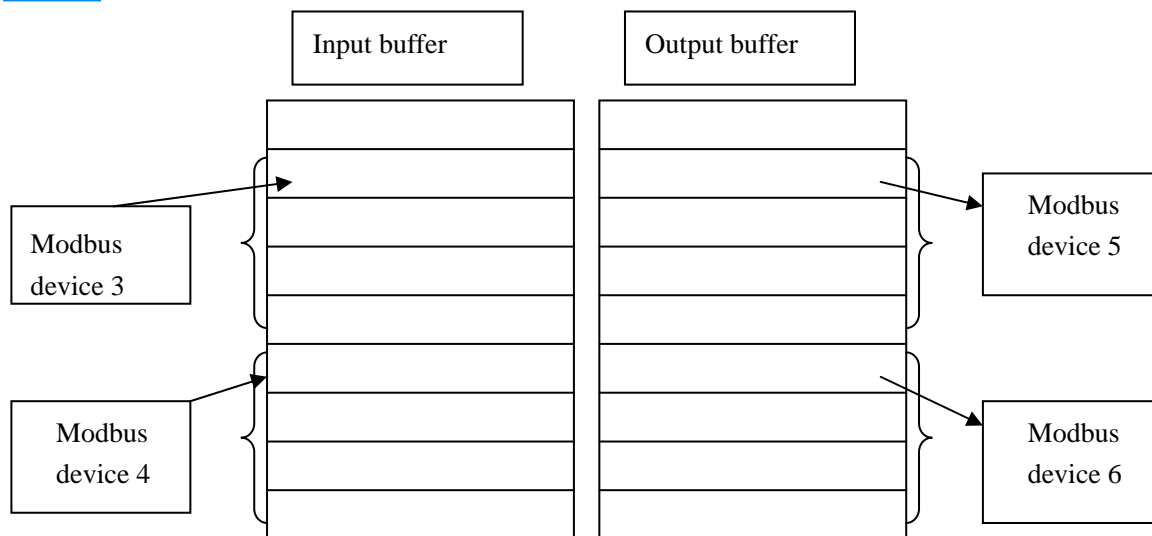 Input buffer
Output buffer
Modbus
device 3
Modbus
device 5
Modbus
device 4
Modbus
device 6